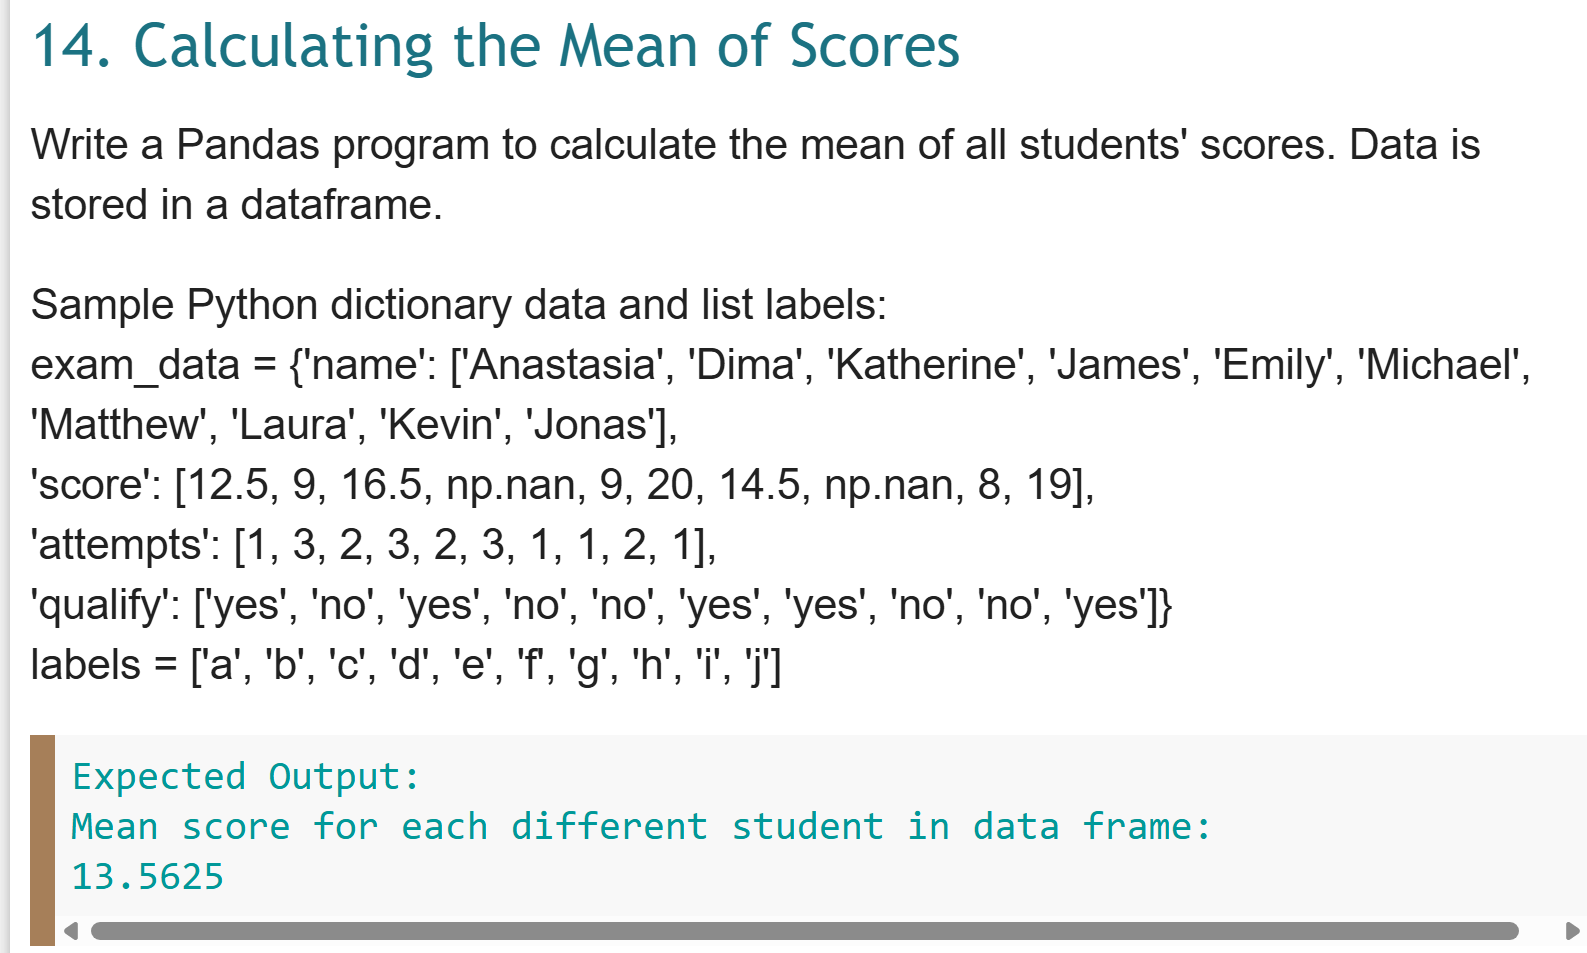 14. Calculating the Mean of Scores
Write a Pandas program to calculate the mean of all students' scores. Data is
stored in a dataframe.
Sample Python dictionary data and list labels:
exam_data = {'name': ['Anastasia', 'Dima', 'Katherine', 'James', 'Emily', 'Michael',
'Matthew', 'Laura', 'Kevin', 'Jonas'],
'score': [12.5, 9, 16.5, np.nan, 9, 20, 14.5, np.nan, 8, 19],
'attempts': [1, 3, 2, 3, 2, 3, 1, 1, 2, 1],
'qualify': ['yes', 'no', 'yes', 'no', 'no', 'yes', 'yes', 'no', 'no', 'yes']}
labels = ['a', 'b', 'c', 'd', 'e', 'f', 'g', 'h', 'i', 'j']
Expected Output:
Mean score for each different student in data frame:
13.5625